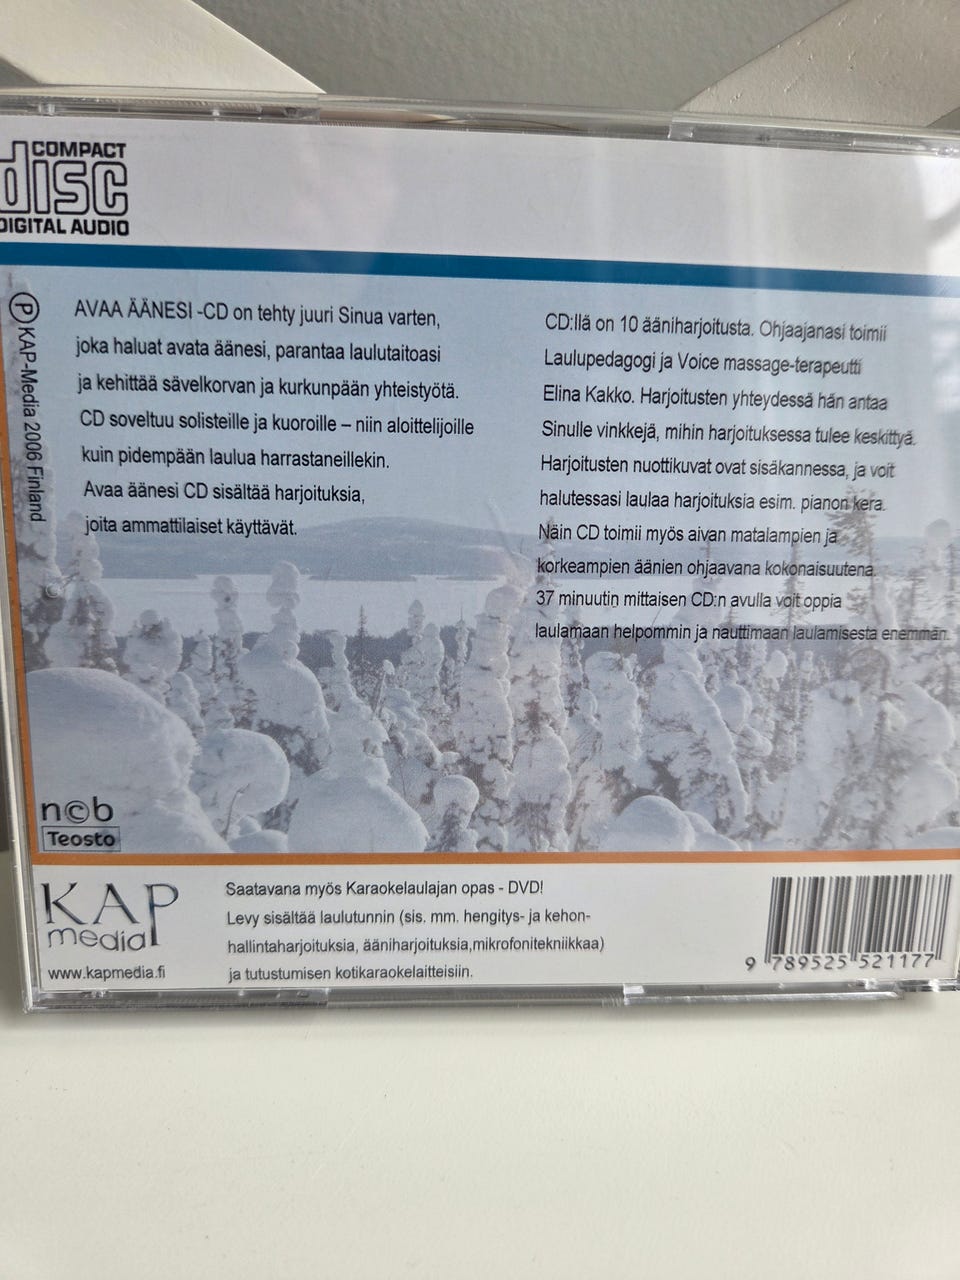 COMPACT
disc
DIGITAL AUDIO
Ⓟ KAP-Media 2006 Finland
AVAA ÄÄNESI -CD on tehty juuri Sinua varten,
joka haluat avata äänesi, parantaa laulutaitoasi
ja kehittää sävelkorvan ja kurkunpään yhteistyötä.
CD soveltuu solisteille ja kuoroille – niin aloittelijoille
kuin pidempään laulua harrastaneillekin.
Avaa äänesi CD sisältää harjoituksia,
joita ammattilaiset käyttävät.
CD:llä on 10 ääniharjoitusta. Ohjaajanasi toimii
Laulupedagogi ja Voice massage-terapeutti
Elina Kakko. Harjoitusten yhteydessä hän antaa
Sinulle vinkkejä, mihin harjoituksessa tulee keskittyä.
Harjoitusten nuottikuvat ovat sisäkannessa, ja voit
halutessasi laulaa harjoituksia esim. pianon kera.
Näin CD toimii myös aivan matalampien ja
korkeampien äänien ohjaavana kokonaisuutena.
37 minuutin mittaisen CD:n avulla voit oppia
laulamaan helpommin ja nauttimaan laulamisesta enemmän.
n©b
Teosto
KAP
media
www.kapmedia.fi
Saatavana myös Karaokelaulajan opas - DVD!
Levy sisältää laulutunnin (sis. mm. hengitys- ja kehon-
hallintaharjoituksia, ääniharjoituksia,mikrofonitekniikkaa)
ja tutustumisen kotikaraokelaitteisiin.
9 789525 521177